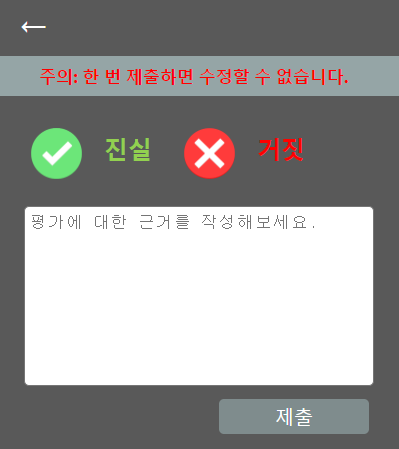 ←
주의: 한 번 제출하면 수정할 수 없습니다.
진실 거짓
평가에 대한 근거를 작성해보세요.
제출